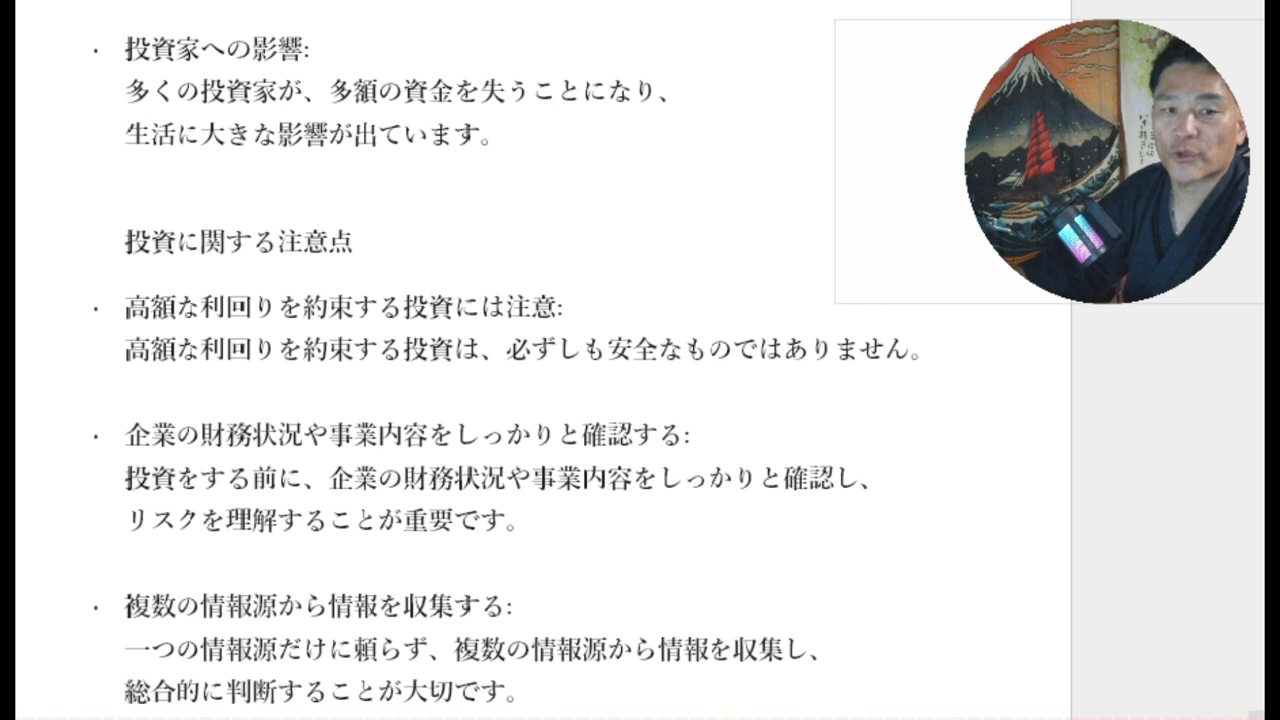 ・ 投資家への影響:
多くの投資家が、多額の資金を失うことになり、
生活に大きな影響が出ています。
投資に関する注意点
・ 高額な利回りを約束する投資には注意:
高額な利回りを約束する投資は、必ずしも安全なものではありません。
・ 企業の財務状況や事業内容をしっかりと確認する:
投資をする前に、企業の財務状況や事業内容をしっかりと確認し、
リスクを理解することが重要です。
・ 複数の情報源から情報を収集する:
一つの情報源だけに頼らず、複数の情報源から情報を収集し、
総合的に判断することが大切です。